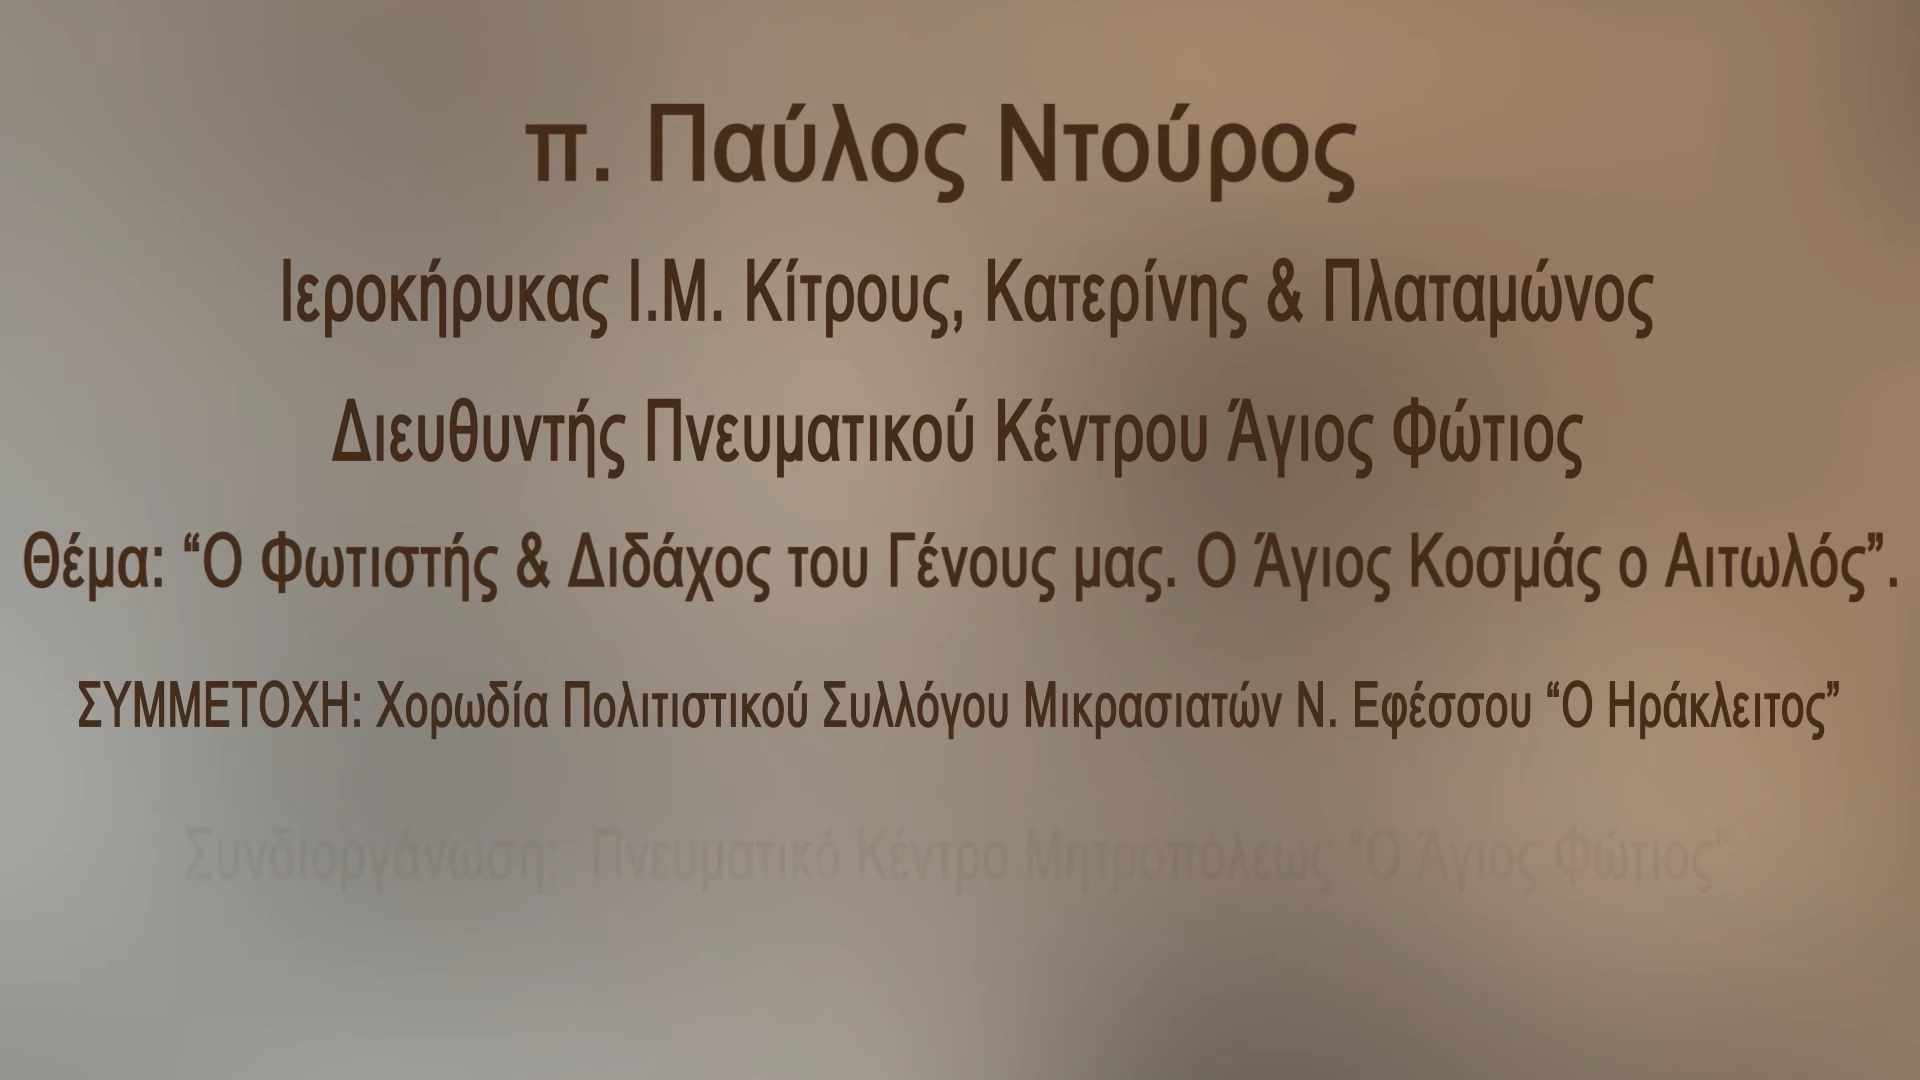 π. Παύλος Ντούρος
Ιεροκήρυκας Ι.Μ. Κίτρους, Κατερίνης & Πλαταμώνος
Διευθυντής Πνευματικού Κέντρου Άγιος Φώτιος
Θέμα: “Ο Φωτιστής & Διδάχος του Γένους μας. Ο Άγιος Κοσμάς ο Αιτωλός”.
ΣΥΜΜΕΤΟΧΗ: Χορωδία Πολιτιστικού Συλλόγου Μικρασιατών Ν. Εφέσσου “Ο Ηράκλειτος”
Συνδιοργάνωση: Πνευματικό Κέντρο Μητροπόλεως “Ο Άγιος Φώτιος”